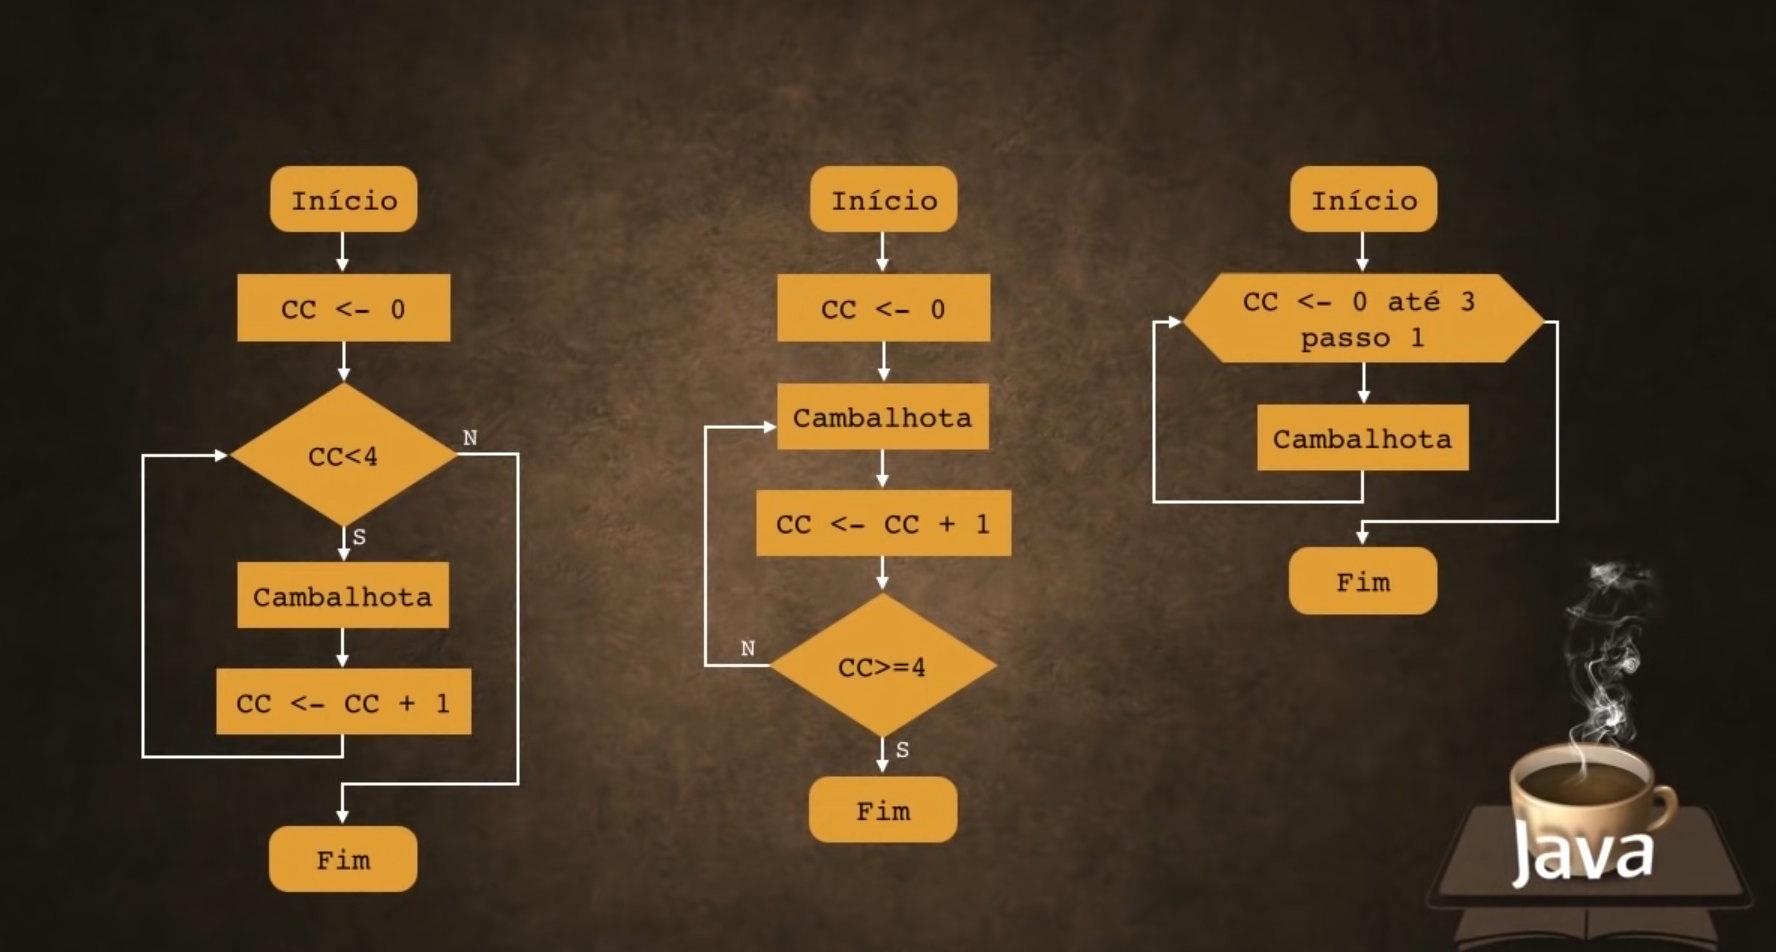 Início
CC <- 0
CC<4
N
S
Cambalhota
CC <- CC + 1
Fim
Início
CC <- 0
Cambalhota
CC <- CC + 1
CC>=4
N
S
Fim
Início
CC <- 0 até 3
passo 1
Cambalhota
Fim
Java